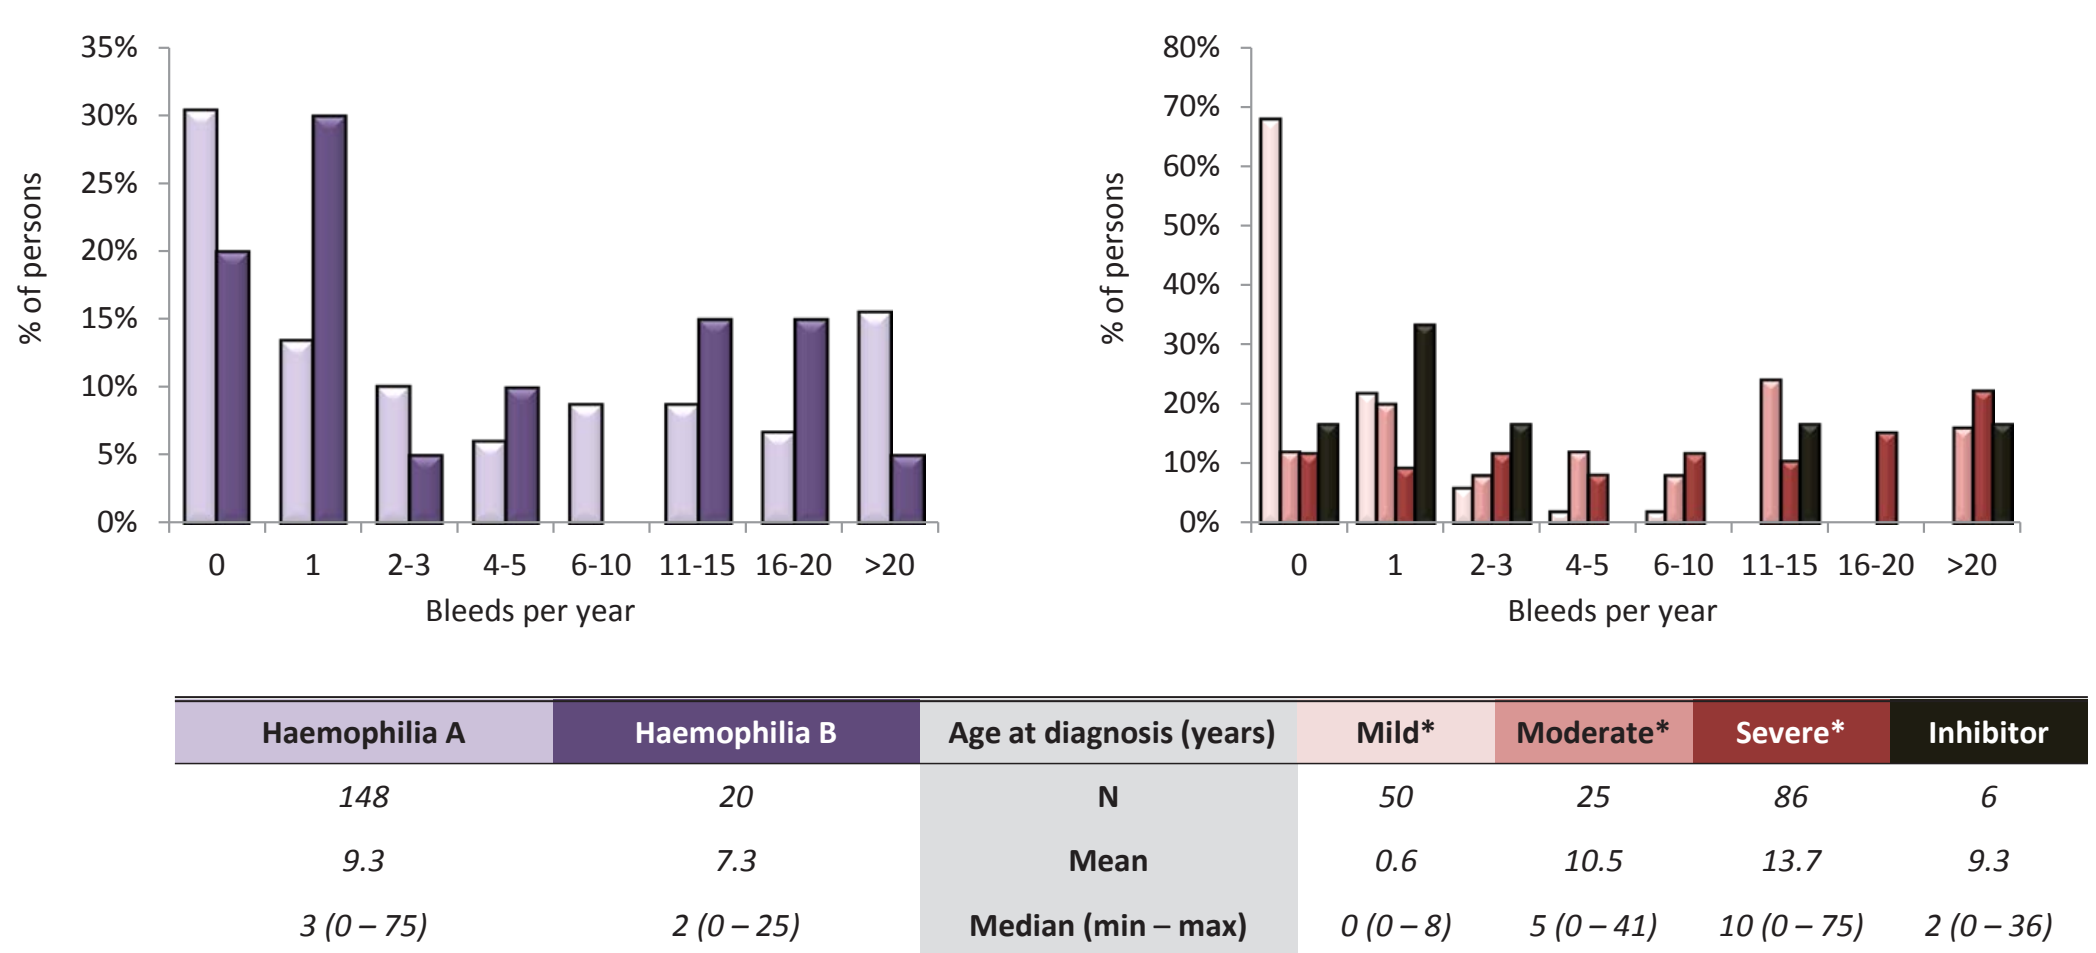 35%
30%
25%
20%
15%
10%
5%
0%
% of persons
0 1 2-3 4-5 6-10 11-15 16-20 >20
Bleeds per year
80%
70%
60%
50%
40%
30%
20%
10%
0%
% of persons
0 1 2-3 4-5 6-10 11-15 16-20 >20
Bleeds per year
Haemophilia A Haemophilia B Age at diagnosis (years) Mild* Moderate* Severe* Inhibitor
148 20 N 50 25 86 6
9.3 7.3 Mean 0.6 10.5 13.7 9.3
3 (0 – 75) 2 (0 – 25) Median (min – max) 0 (0 – 8) 5 (0 – 41) 10 (0 – 75) 2 (0 – 36)